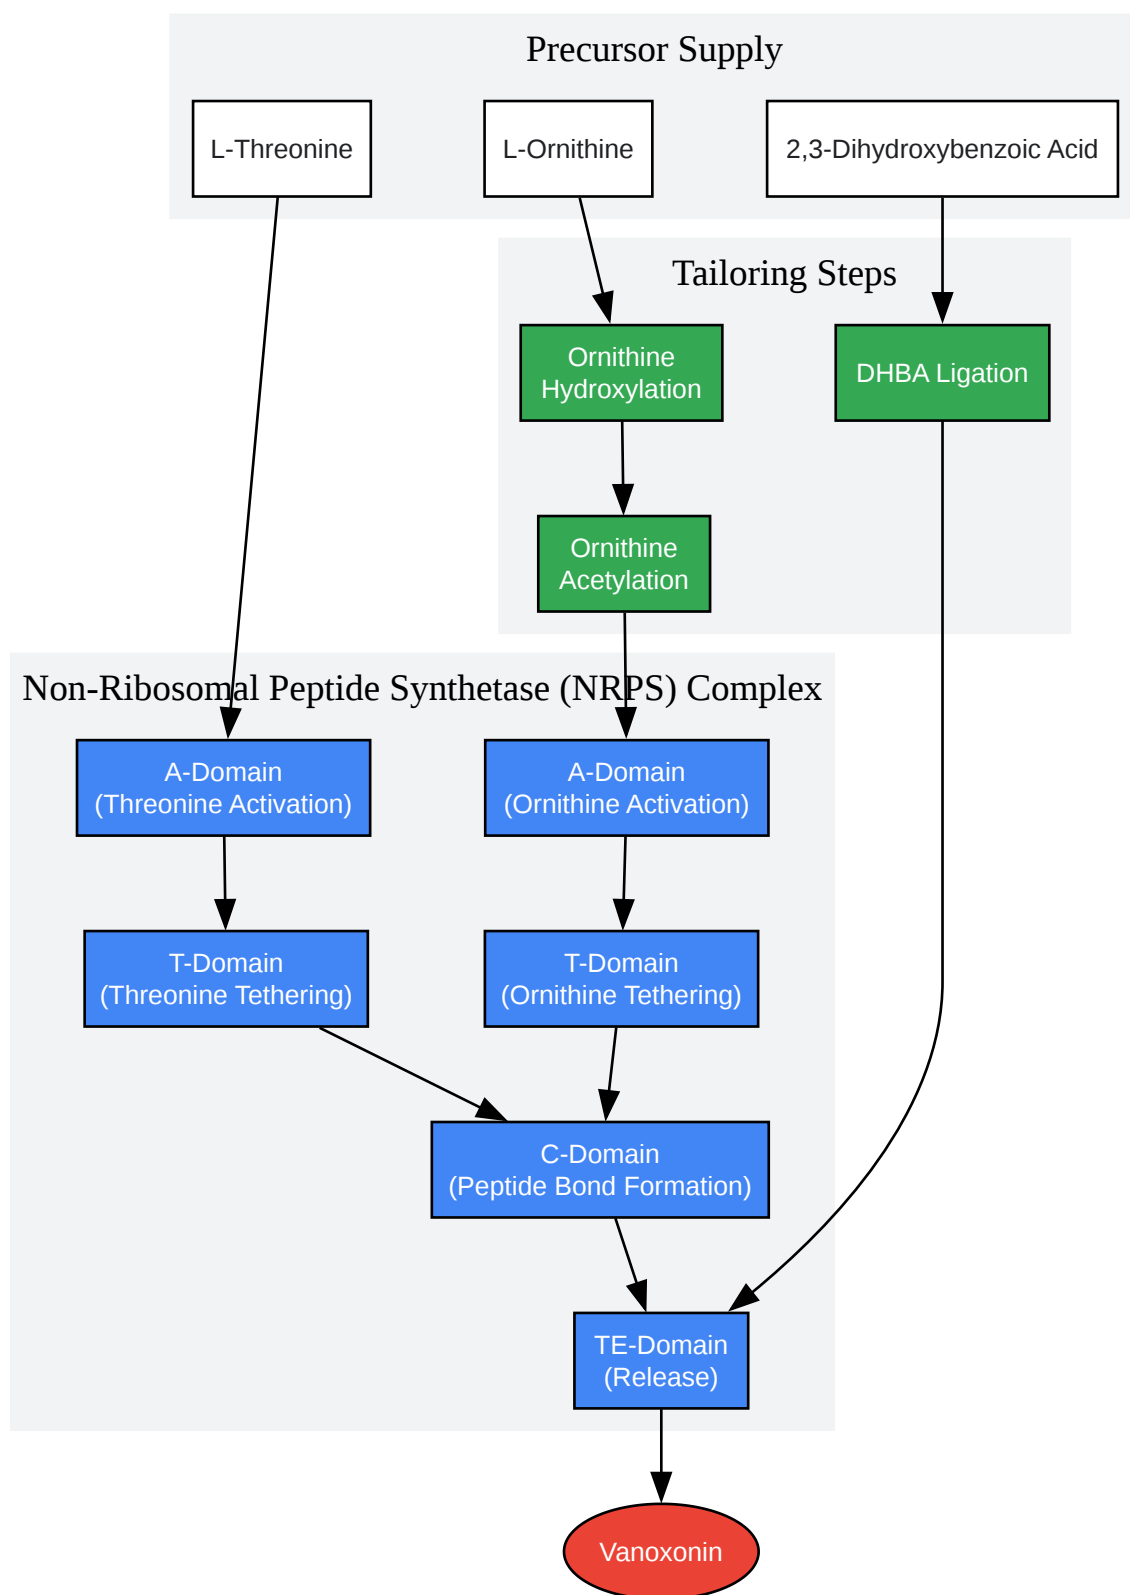 Precursor Supply
L-Threonine
L-Ornithine
2,3-Dihydroxybenzoic Acid
Tailoring Steps
Ornithine
Hydroxylation
DHBA Ligation
Ornithine
Acetylation
Non-Ribosomal Peptide Synthetase (NRPS) Complex
A-Domain
(Threonine Activation)
A-Domain
(Ornithine Activation)
T-Domain
(Threonine Tethering)
T-Domain
(Ornithine Tethering)
C-Domain
(Peptide Bond Formation)
TE-Domain
(Release)
Vanoxonin